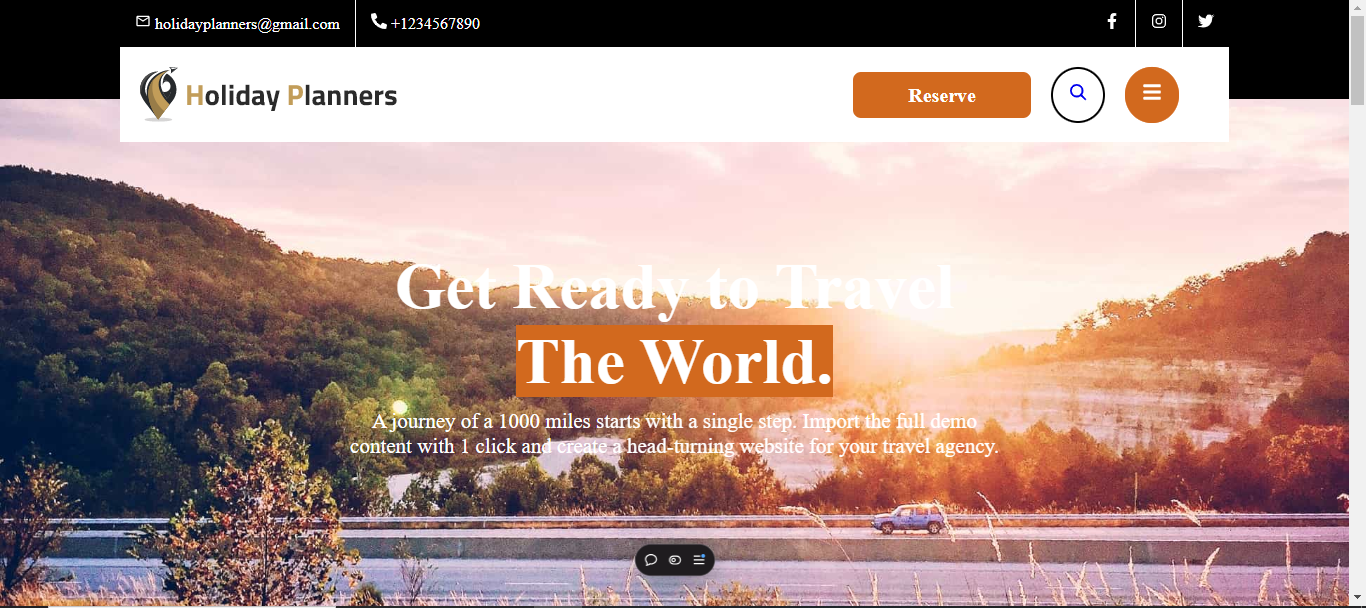 holidayplanners@gmail.com
+1234567890
Holiday Planners
Reserve
Get Ready to Travel
The World.
A journey of a 1000 miles starts with a single step. Import the full demo
content with 1 click and create a head-turning website for your travel agency.